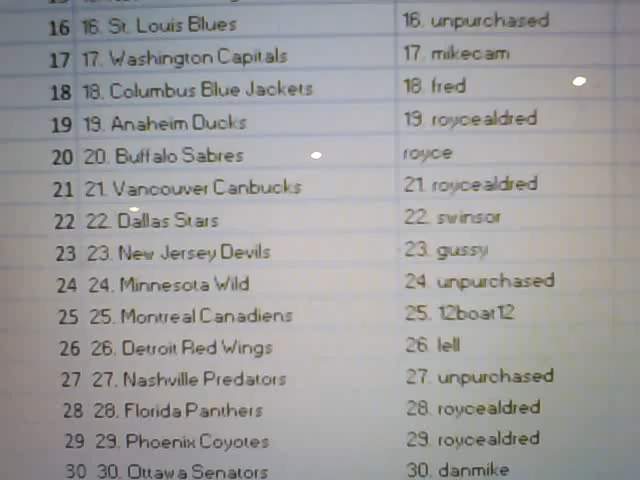 16 16. St. Louis Blues 16. unpurchased
17 17. Washington Capitals 17. mikecam
18 18. Columbus Blue Jackets 18. fred
19 19. Anaheim Ducks 19. roycealdred
20 20. Buffalo Sabres royce
21 21. Vancouver Canbucks 21. roycealdred
22 22. Dallas Stars 22. swinsor
23 23. New Jersey Devils 23. gussy
24 24. Minnesota Wild 24. unpurchased
25 25. Montreal Canadiens 25. 12boat12
26 26. Detroit Red Wings 26. lell
27 27. Nashville Predators 27. unpurchased
28 28. Florida Panthers 28. roycealdred
29 29. Phoenix Coyotes 29. roycealdred
30 30. Ottawa Senators 30. danmike